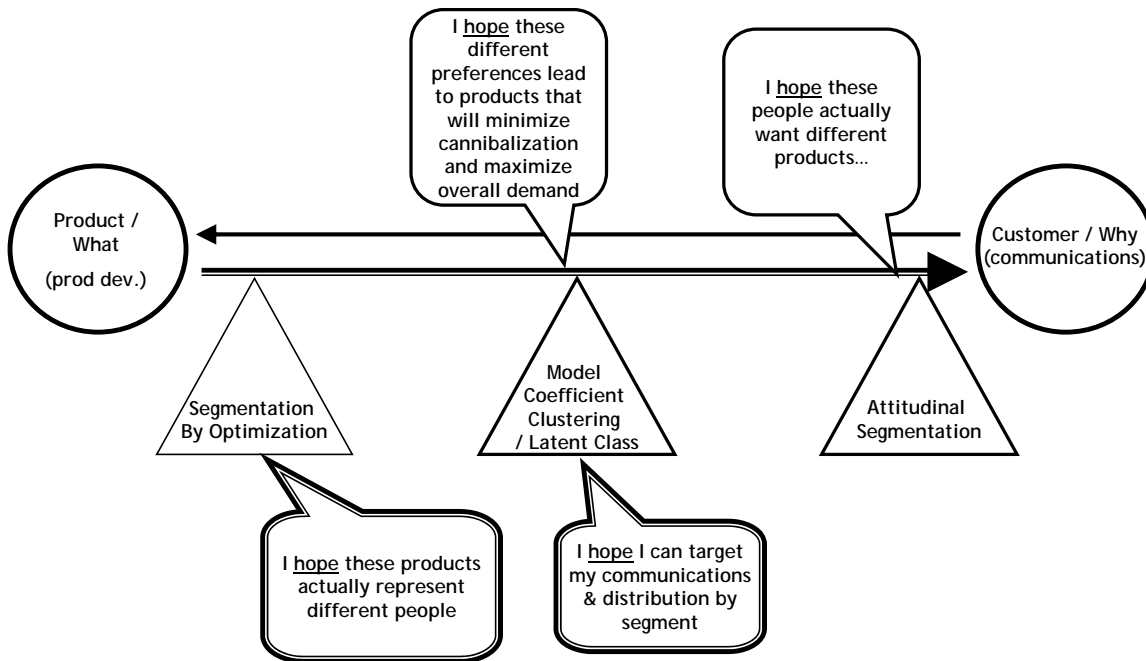 I hope these
different
preferences lead
to products that
will minimize
cannibalization
and maximize
overall demand
I hope these
people actually
want different
products...
Product /
What
(prod dev.)
Customer / Why
(communications)
Segmentation
By Optimization
Model
Coefficient
Clustering
/ Latent Class
Attitudinal
Segmentation
I hope these products
actually represent
different people
I hope I can target
my communications
& distribution by
segment